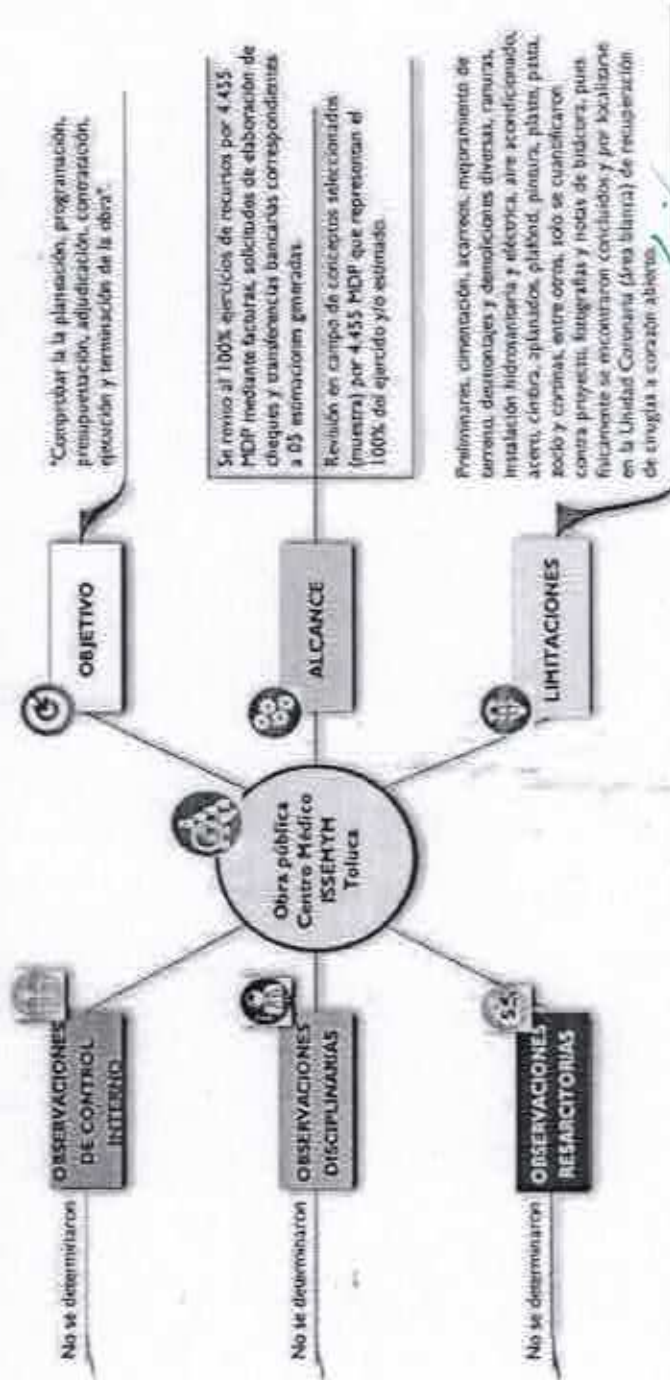 Obra pública
Centro Médico
ISSEMYM
Toluca
OBJETIVO
"Comprobar la la planeación, programación,
presupuestación, adjudicación, contratación,
ejecución y terminación de la obra".
ALCANCE
Se reviso al 100% ejercicios de recursos por 4.455
MDP mediante facturas, solicitudes de elaboración de
cheques y transferencias bancarias correspondientes
a 05 estimaciones generadas.
Revisión en campo de conceptos seleccionados
(muestra) por 4.455 MDP que representan el
100% del ejercido y/o estimado.
LIMITACIONES
Preliminares, cimentación, acarreos, mejoramiento de
terreno, desmontajes y demoliciones diversas, ranuras,
instalación hidrosanitaria y eléctrica, aire acondicionado,
acero, cimbra, aplanados, plafond, pintura, plaste, pasta,
zoclo y cortinas, entre otros, solo se cuantificaron
contra proyecto, fotografías y notas de bitácora, pues
físicamente se encontraron concluidos y por localizarse
en la Unidad Coronaria (área blanca) de recuperación
de cirugías a corazón abierto.
OBSERVACIONES
DE CONTROL
INTERNO
No se determinaron
OBSERVACIONES
DISCIPLINARIAS
No se determinaron
OBSERVACIONES
RESARCITORIAS
No se determinaron